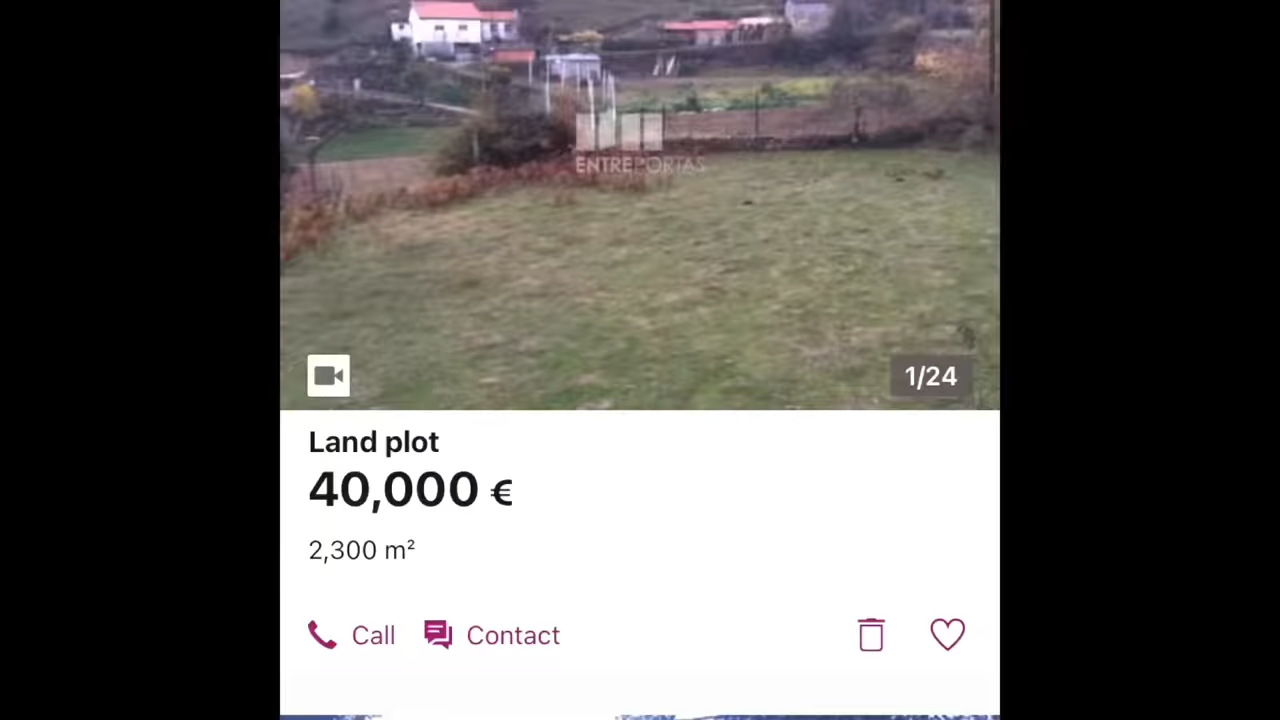 ENTREPORTAS
1/24
Land plot
40,000 €
2,300 m²
Call Contact